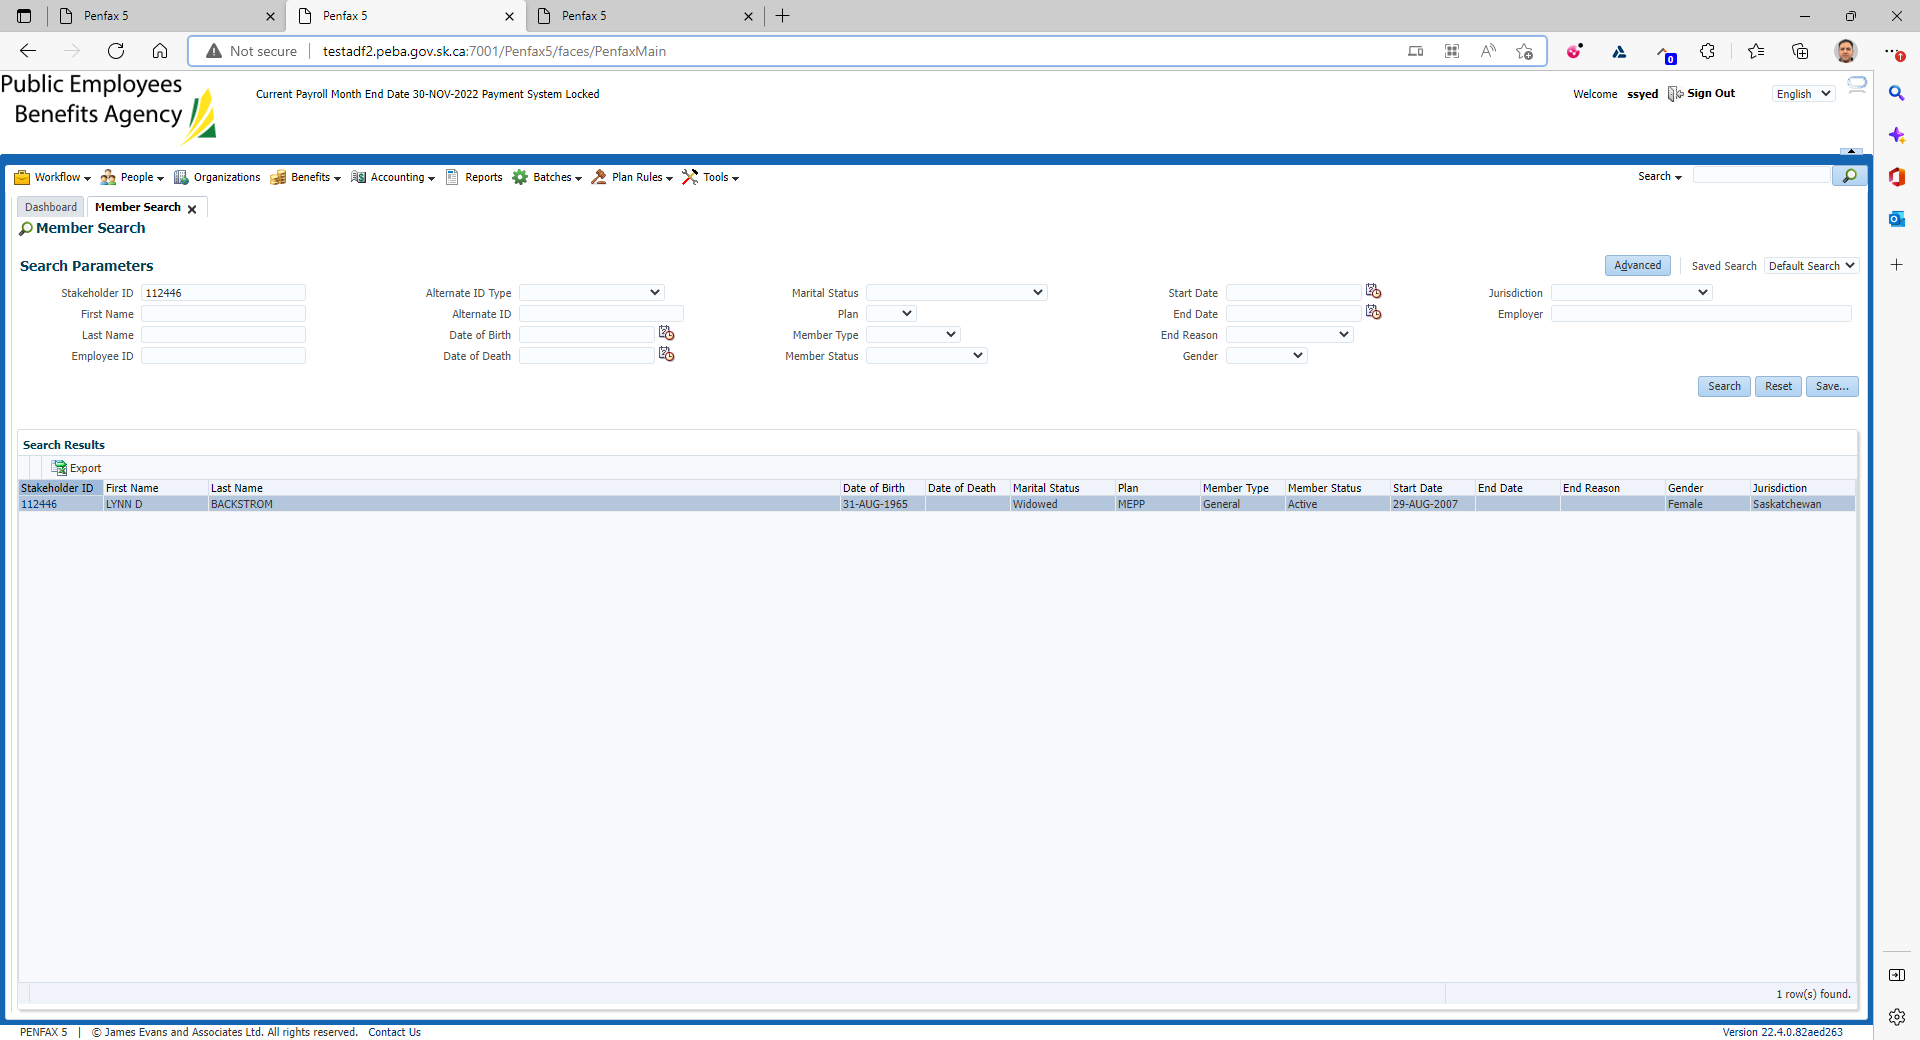 Penfax 5
Penfax 5
Penfax 5
Not secure
testadf2.peba.gov.sk.ca:7001/Penfax5/faces/PenfaxMain
0
Public Employees
Benefits Agency
Current Payroll Month End Date 30-NOV-2022 Payment System Locked
Welcome ssyed Sign Out English
Workflow People Organizations Benefits Accounting Reports Batches Plan Rules Tools Search
Dashboard Member Search
Member Search
Search Parameters Advanced Saved Search Default Search
Stakeholder ID 112446 Alternate ID Type Marital Status Start Date Jurisdiction
First Name Alternate ID Plan End Date Employer
Last Name Date of Birth Member Type End Reason
Employee ID Date of Death Member Status Gender
Search Reset Save...
Search Results
Export
Stakeholder ID First Name Last Name Date of Birth Date of Death Marital Status Plan Member Type Member Status Start Date End Date End Reason Gender Jurisdiction
112446 LYNN D BACKSTROM 31-AUG-1965 Widowed MEPP General Active 29-AUG-2007 Female Saskatchewan
1 row(s) found.
PENFAX 5 | © James Evans and Associates Ltd. All rights reserved. Contact Us Version 22.4.0.82aed263